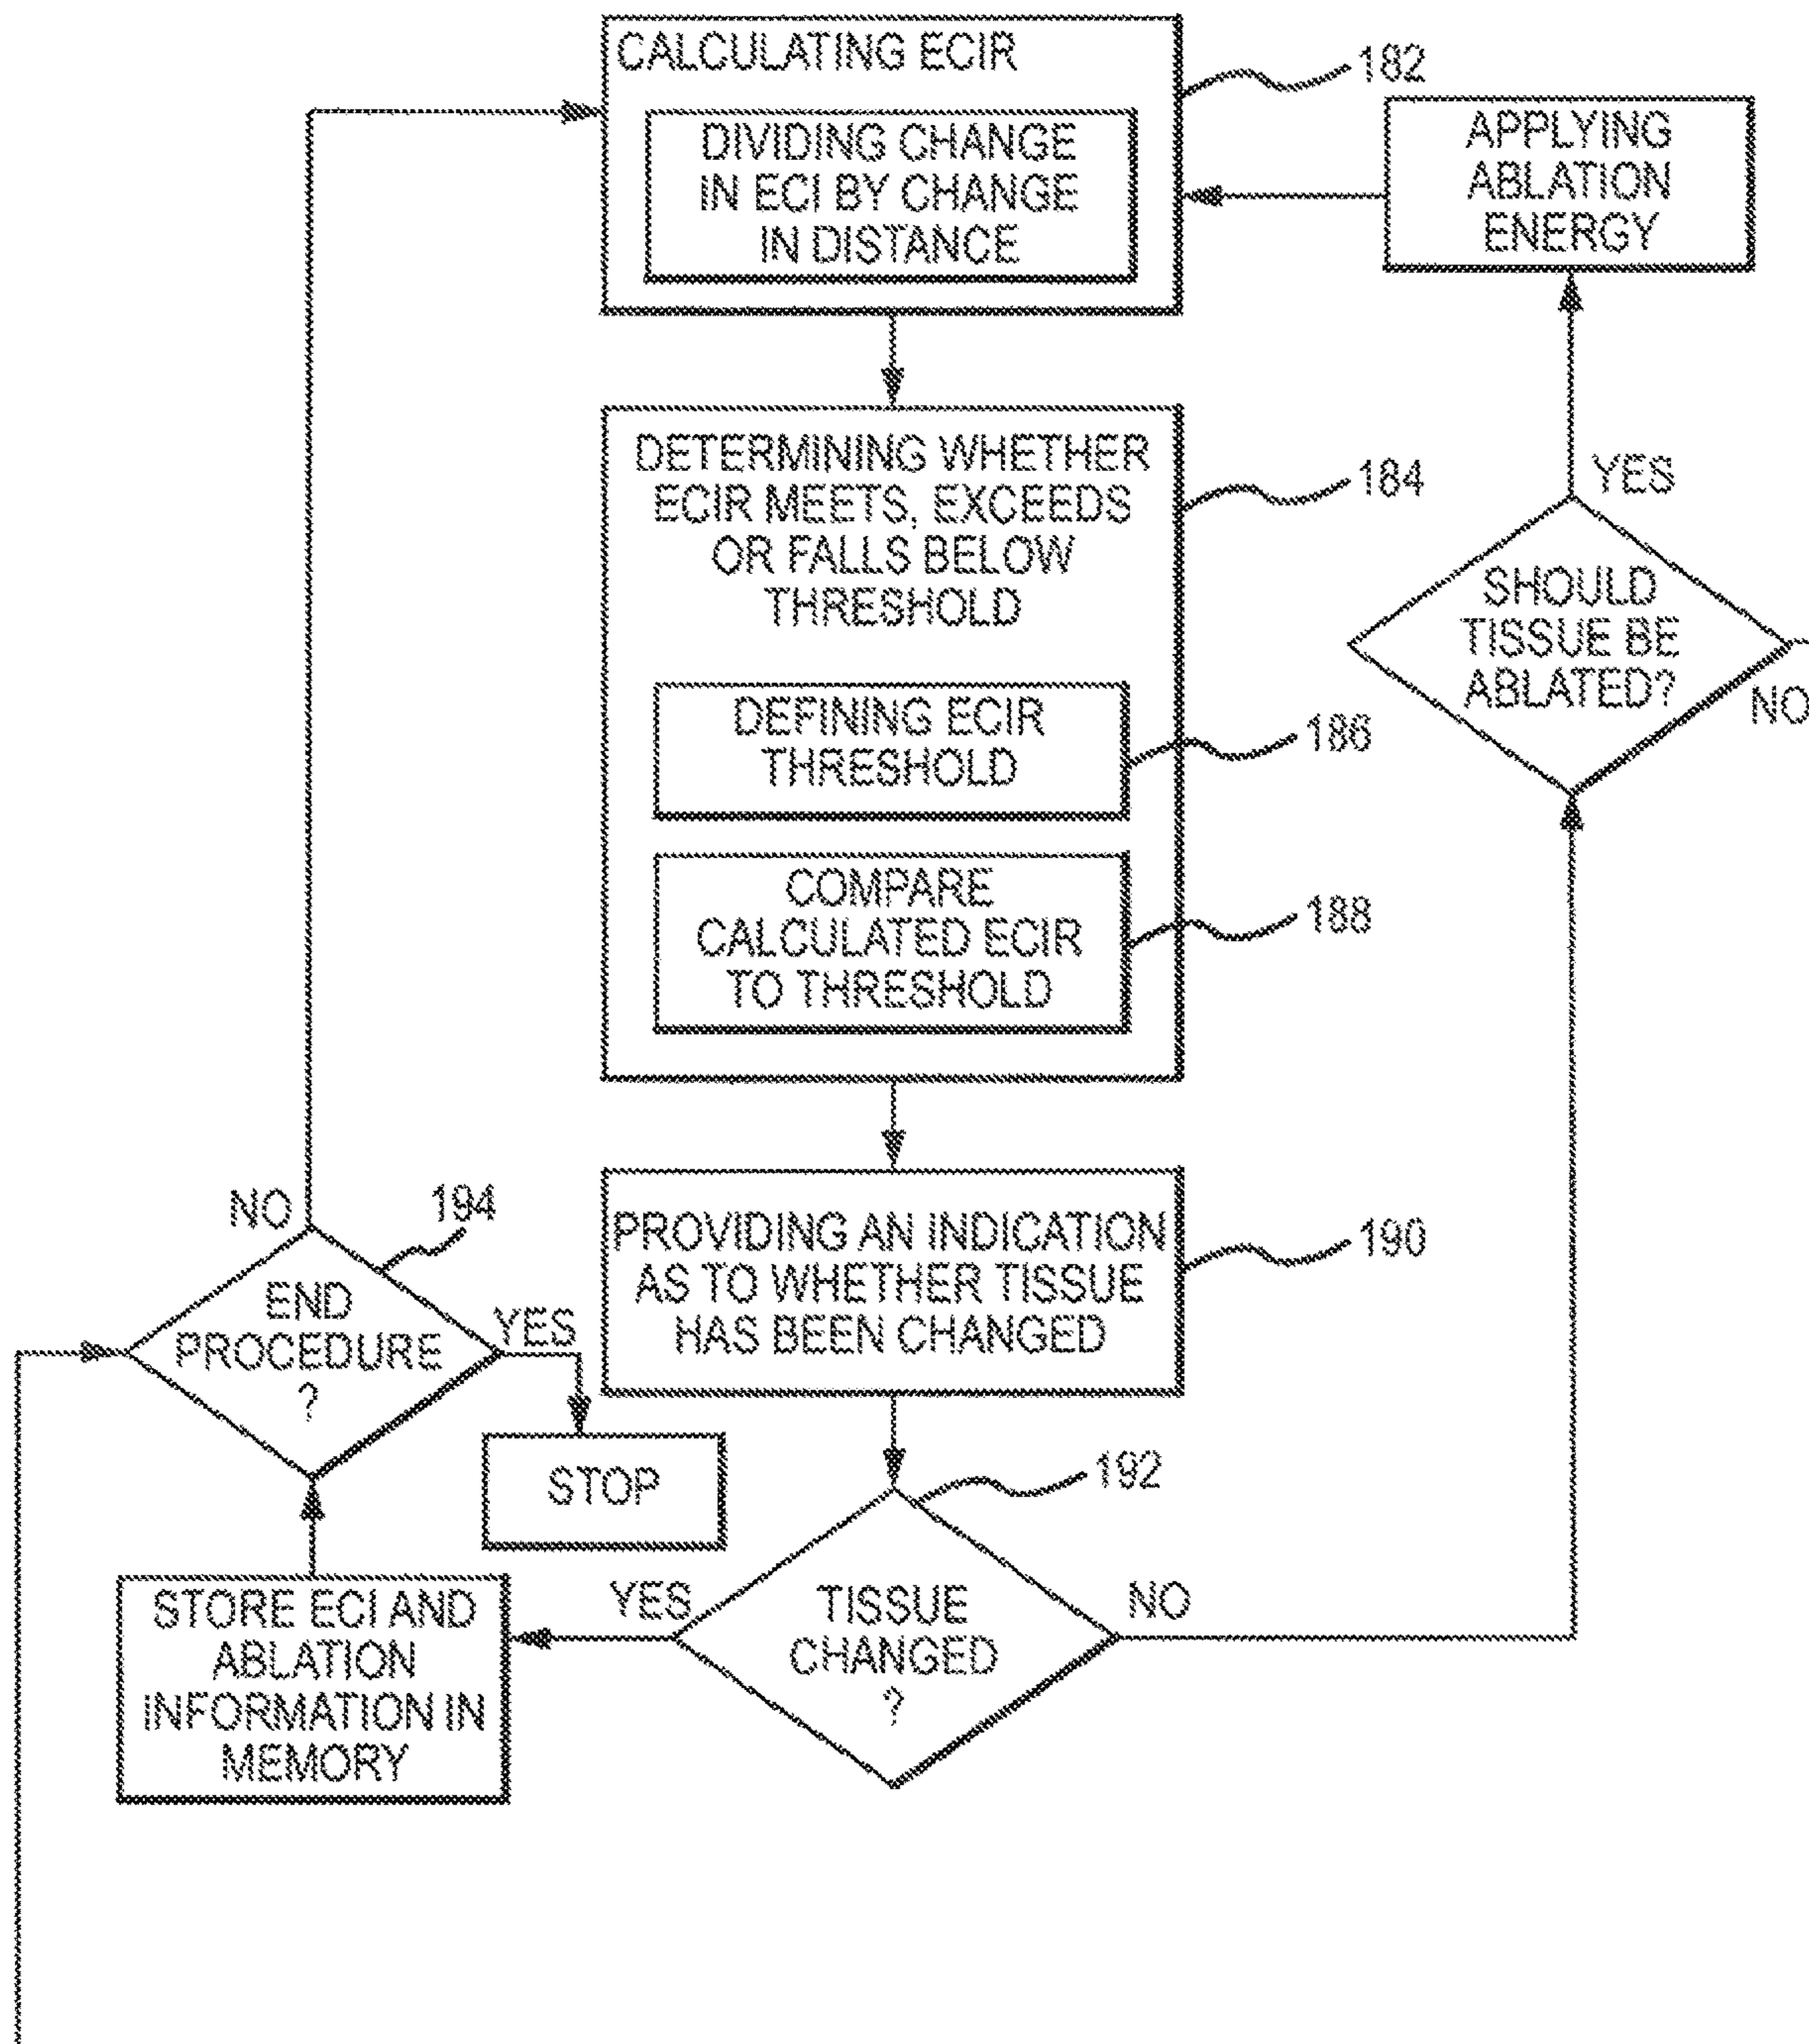 CALCULATING ECIR
182
DIVIDING CHANGE
IN ECI BY CHANGE
IN DISTANCE
APPLYING
ABLATION
ENERGY
DETERMINING WHETHER
ECIR MEETS, EXCEEDS
OR FALLS BELOW
THRESHOLD
184
YES
SHOULD
TISSUE BE
ABLATED?
NO
DEFINING ECIR
THRESHOLD
186
COMPARE
CALCULATED ECIR
TO THRESHOLD
188
NO
194
END
PROCEDURE
?
YES
STOP
PROVIDING AN INDICATION
AS TO WHETHER TISSUE
HAS BEEN CHANGED
190
192
TISSUE
CHANGED
?
YES
NO
STORE ECI AND
ABLATION
INFORMATION IN
MEMORY